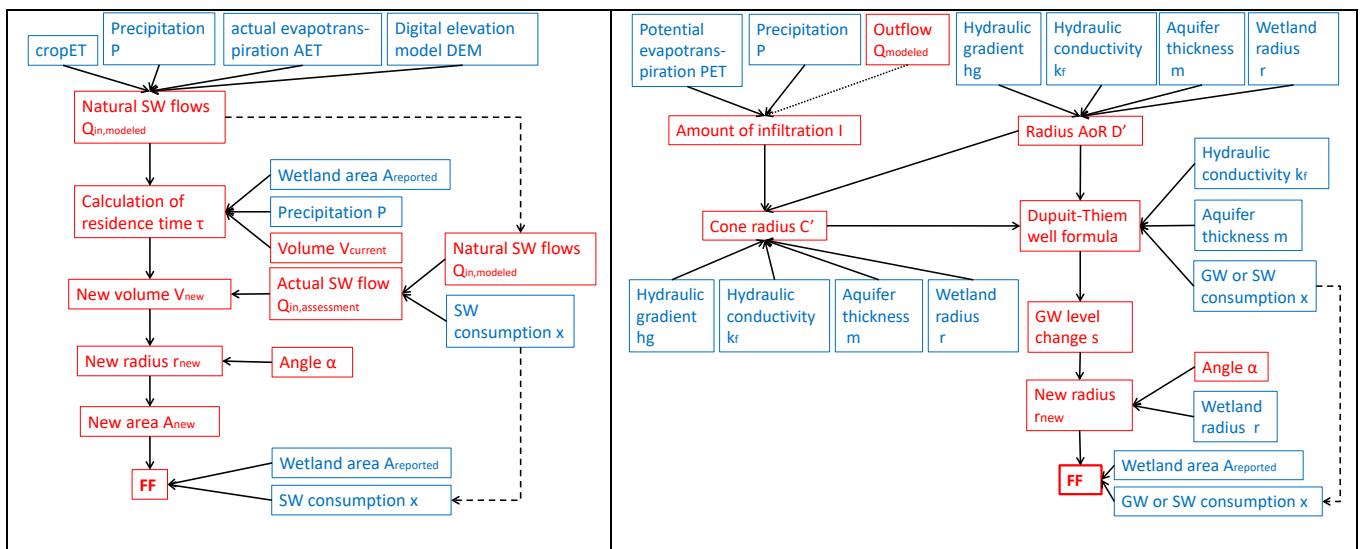 cropET
Precipitation
P
actual evapotrans-
piration AET
Digital elevation
model DEM
Natural SW flows
Qin,modeled
Wetland area Areported
Calculation of
residence time τ
Precipitation P
Volume Vcurrent
Natural SW flows
Qin,modeled
New volume Vnew
Actual SW flow
Qin,assessment
SW
consumption x
New radius rnew
Angle α
New area Anew
Wetland area Areported
FF
SW consumption x
Potential
evapotrans-
piration PET
Precipitation
P
Outflow
Qmodeled
Hydraulic
gradient
hg
Hydraulic
conductivity
kf
Aquifer
thickness
m
Wetland
radius
r
Amount of infiltration I
Radius AoR D’
Hydraulic
conductivity kf
Cone radius C’
Dupuit-Thiem
well formula
Aquifer
thickness m
GW or SW
consumption x
Hydraulic
gradient
hg
Hydraulic
conductivity
kf
Aquifer
thickness
m
Wetland
radius
r
GW level
change s
Angle α
New radius
rnew
Wetland
radius r
Wetland area Areported
FF
GW or SW consumption x